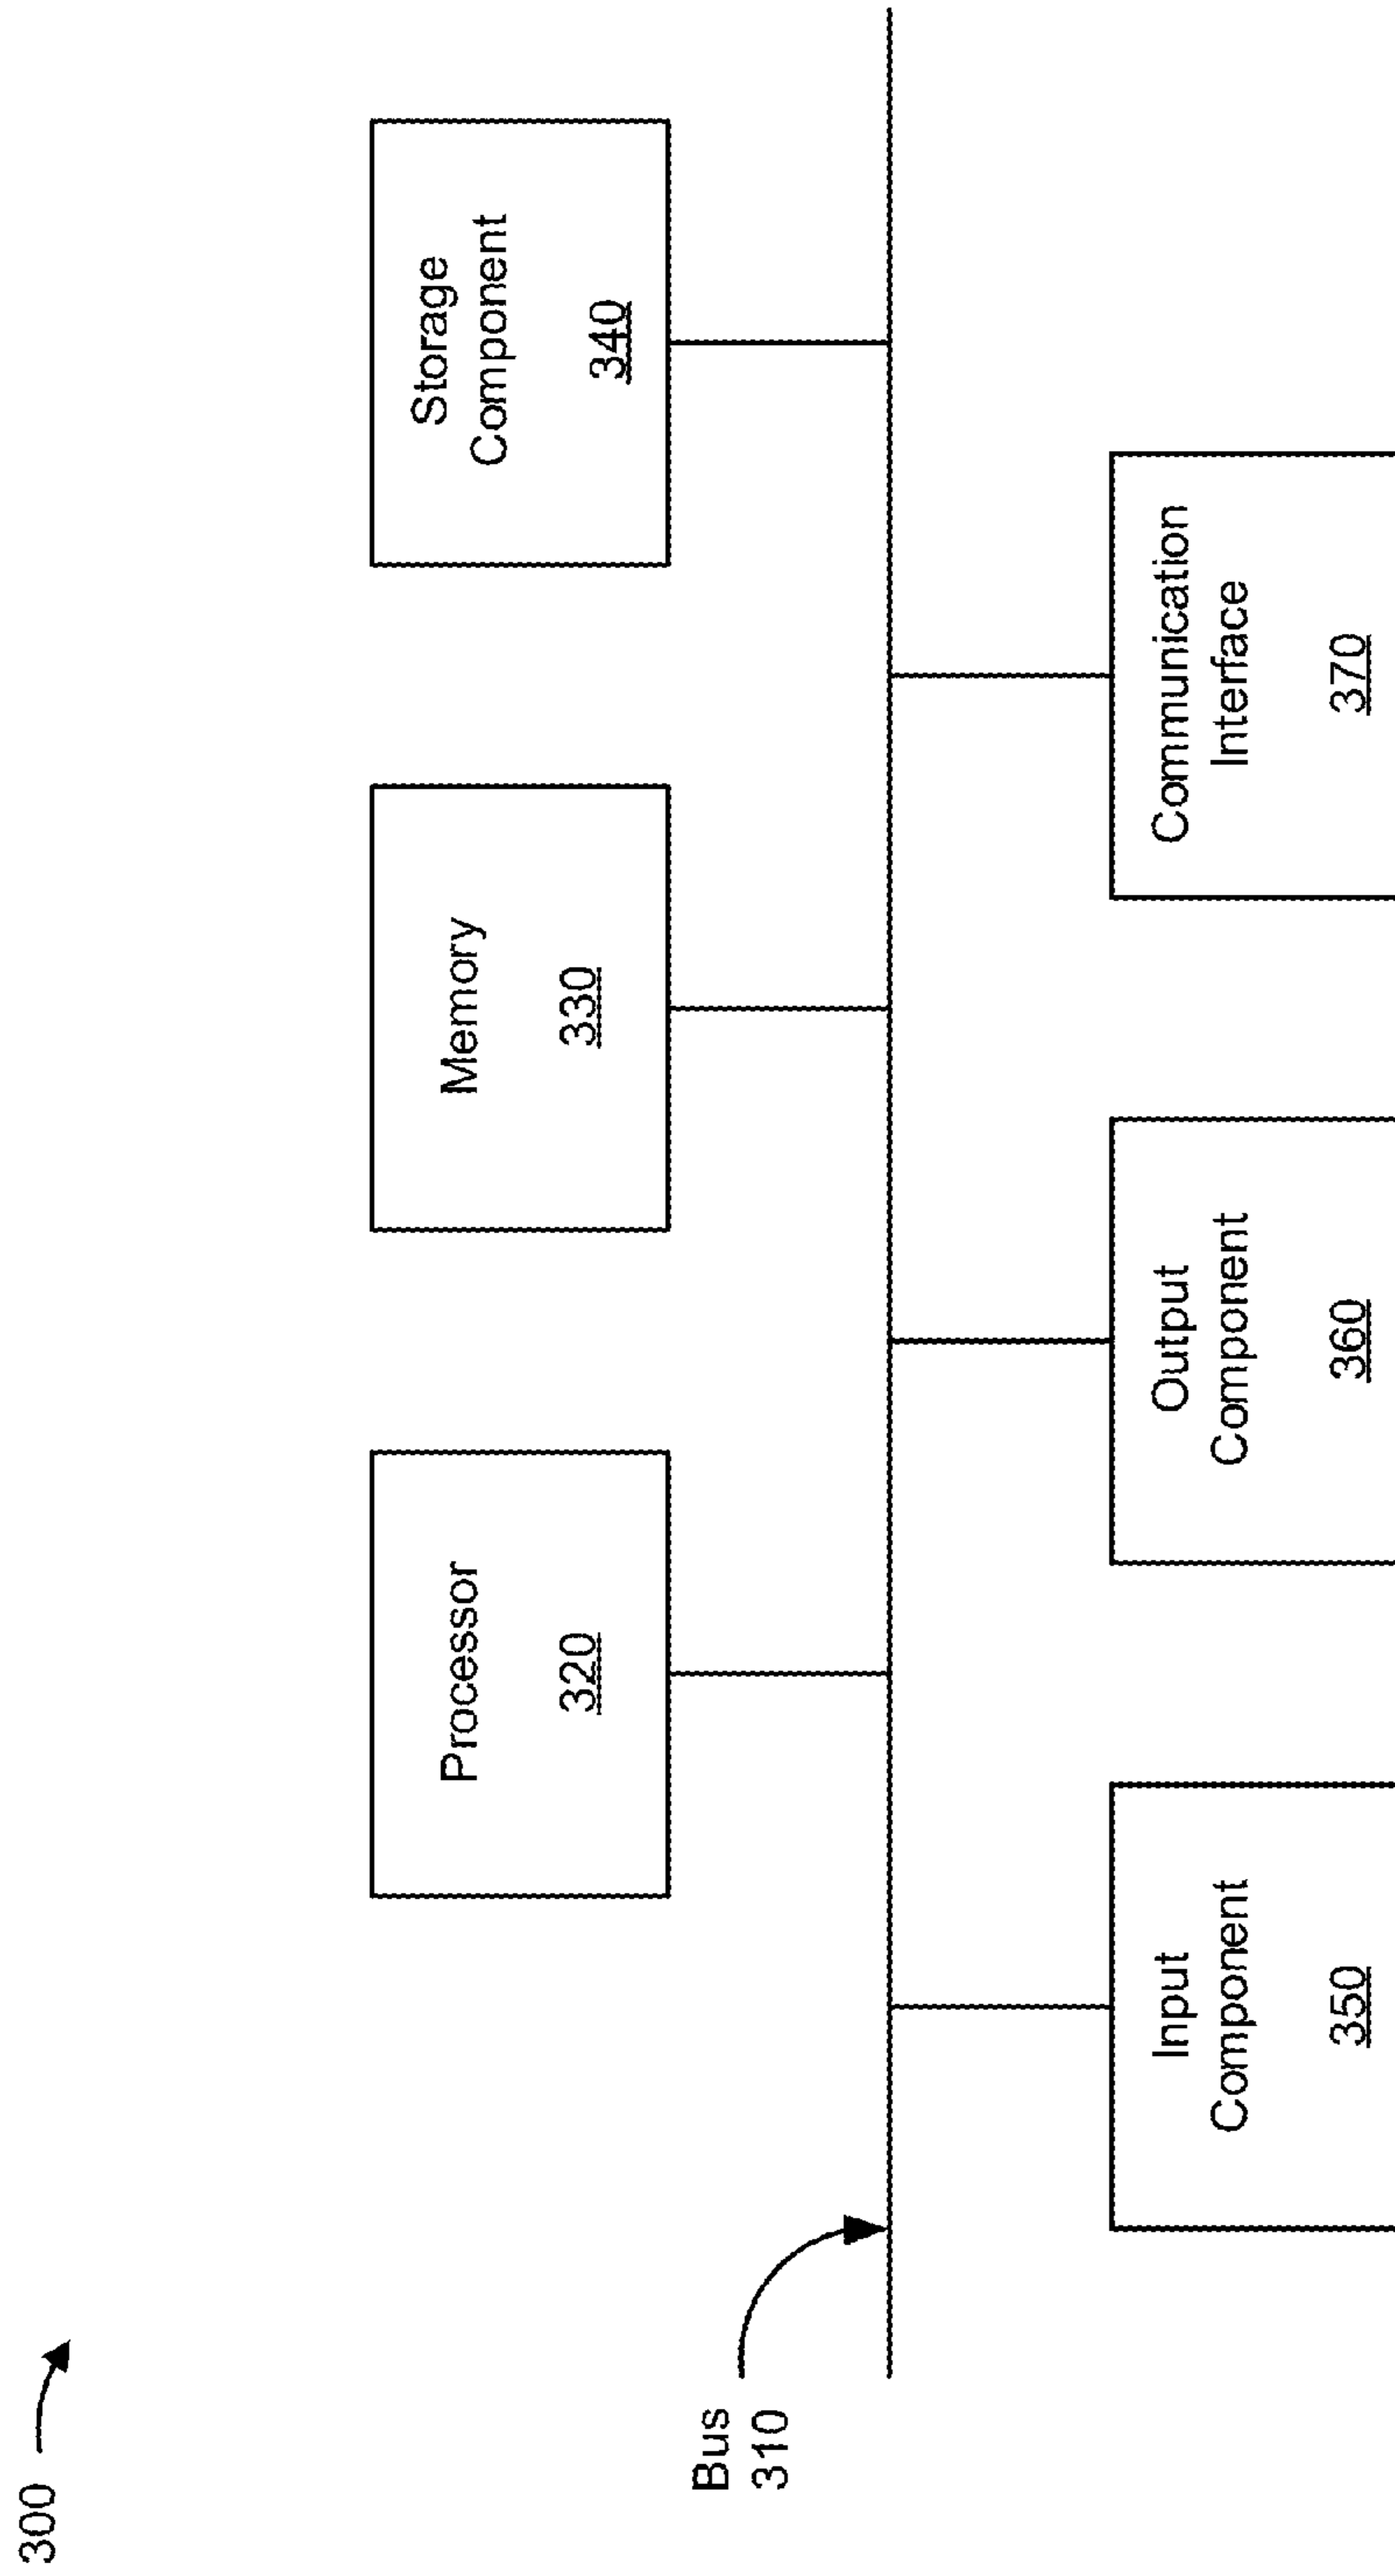 300
Processor
320
Memory
330
Storage
Component
340
Bus
310
Input
Component
350
Output
Component
360
Communication
Interface
370